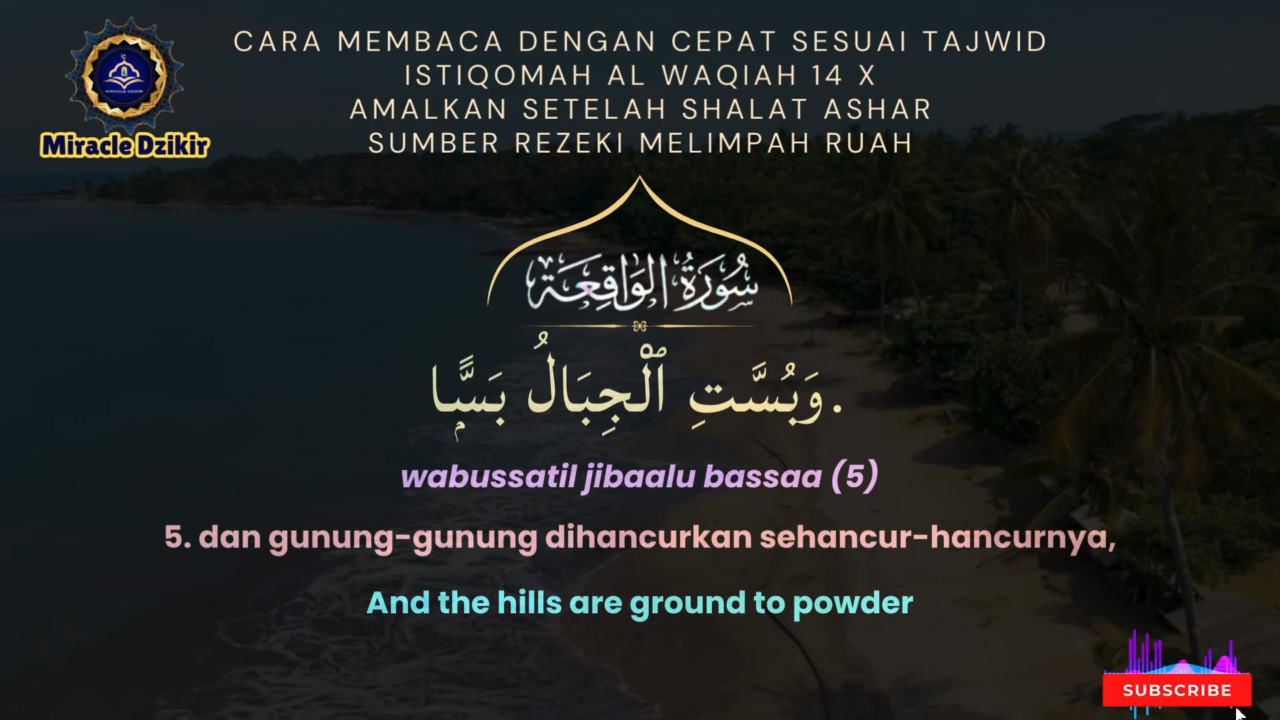 CARA MEMBACA DENGAN CEPAT SESUAI TAJWID
ISTIQOMAH AL WAQIAH 14 X
AMALKAN SETELAH SHALAT ASHAR
SUMBER REZEKI MELIMPAH RUAH
MIRACLE DZIKIR
Miracle Dzikir
سُورَةُ الوَاقِعَة
.وَبُسَّتِ ٱلْجِبَالُ بَسًّۭا
wabussatil jibaalu bassaa (5)
5. dan gunung-gunung dihancurkan sehancur-hancurnya,
And the hills are ground to powder
SUBSCRIBE